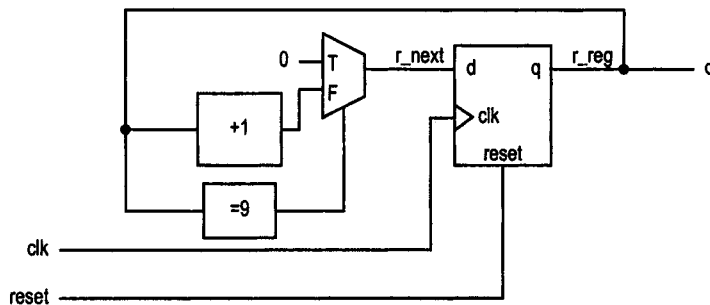 0
T
r_next
r_reg
d
q
F
clk
+1
reset
=9
clk
reset